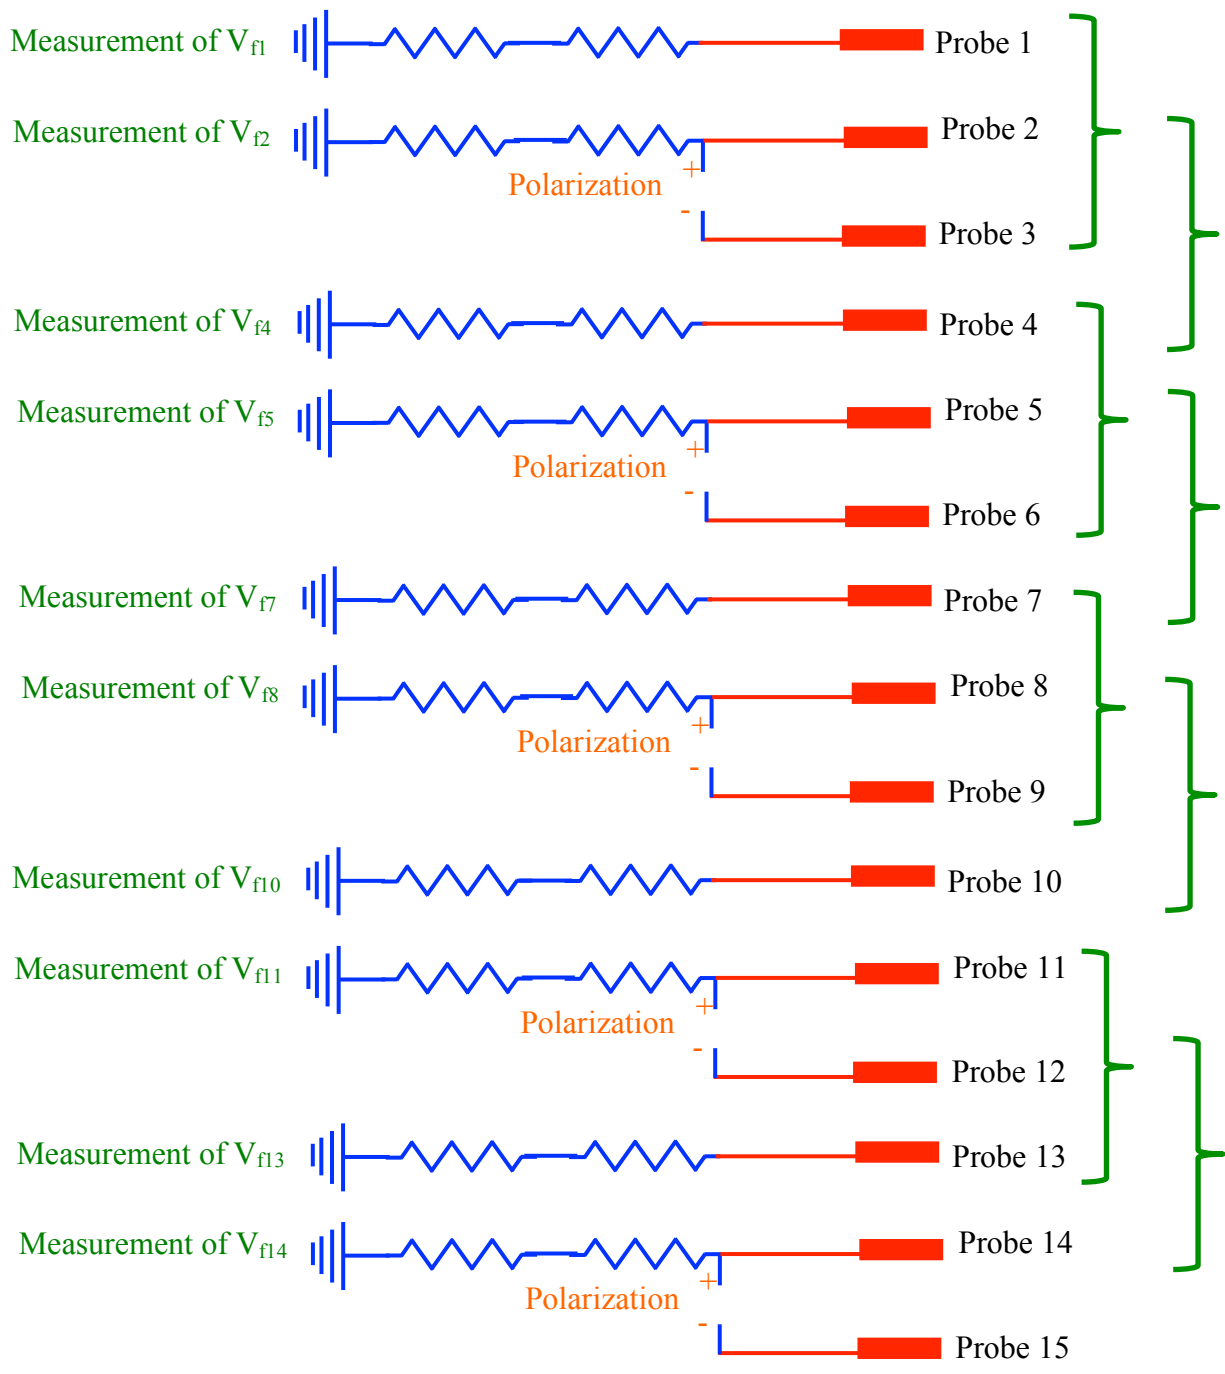 Measurement of Vf1 Probe 1
Measurement of Vf2 Probe 2
+
Polarization
-
Probe 3
Measurement of Vf4 Probe 4
Measurement of Vf5 Probe 5
+
Polarization
-
Probe 6
Measurement of Vf7 Probe 7
Measurement of Vf8 Probe 8
+
Polarization
-
Probe 9
Measurement of Vf10 Probe 10
Measurement of Vf11 Probe 11
+
Polarization
-
Probe 12
Measurement of Vf13 Probe 13
Measurement of Vf14 Probe 14
+
Polarization
-
Probe 15